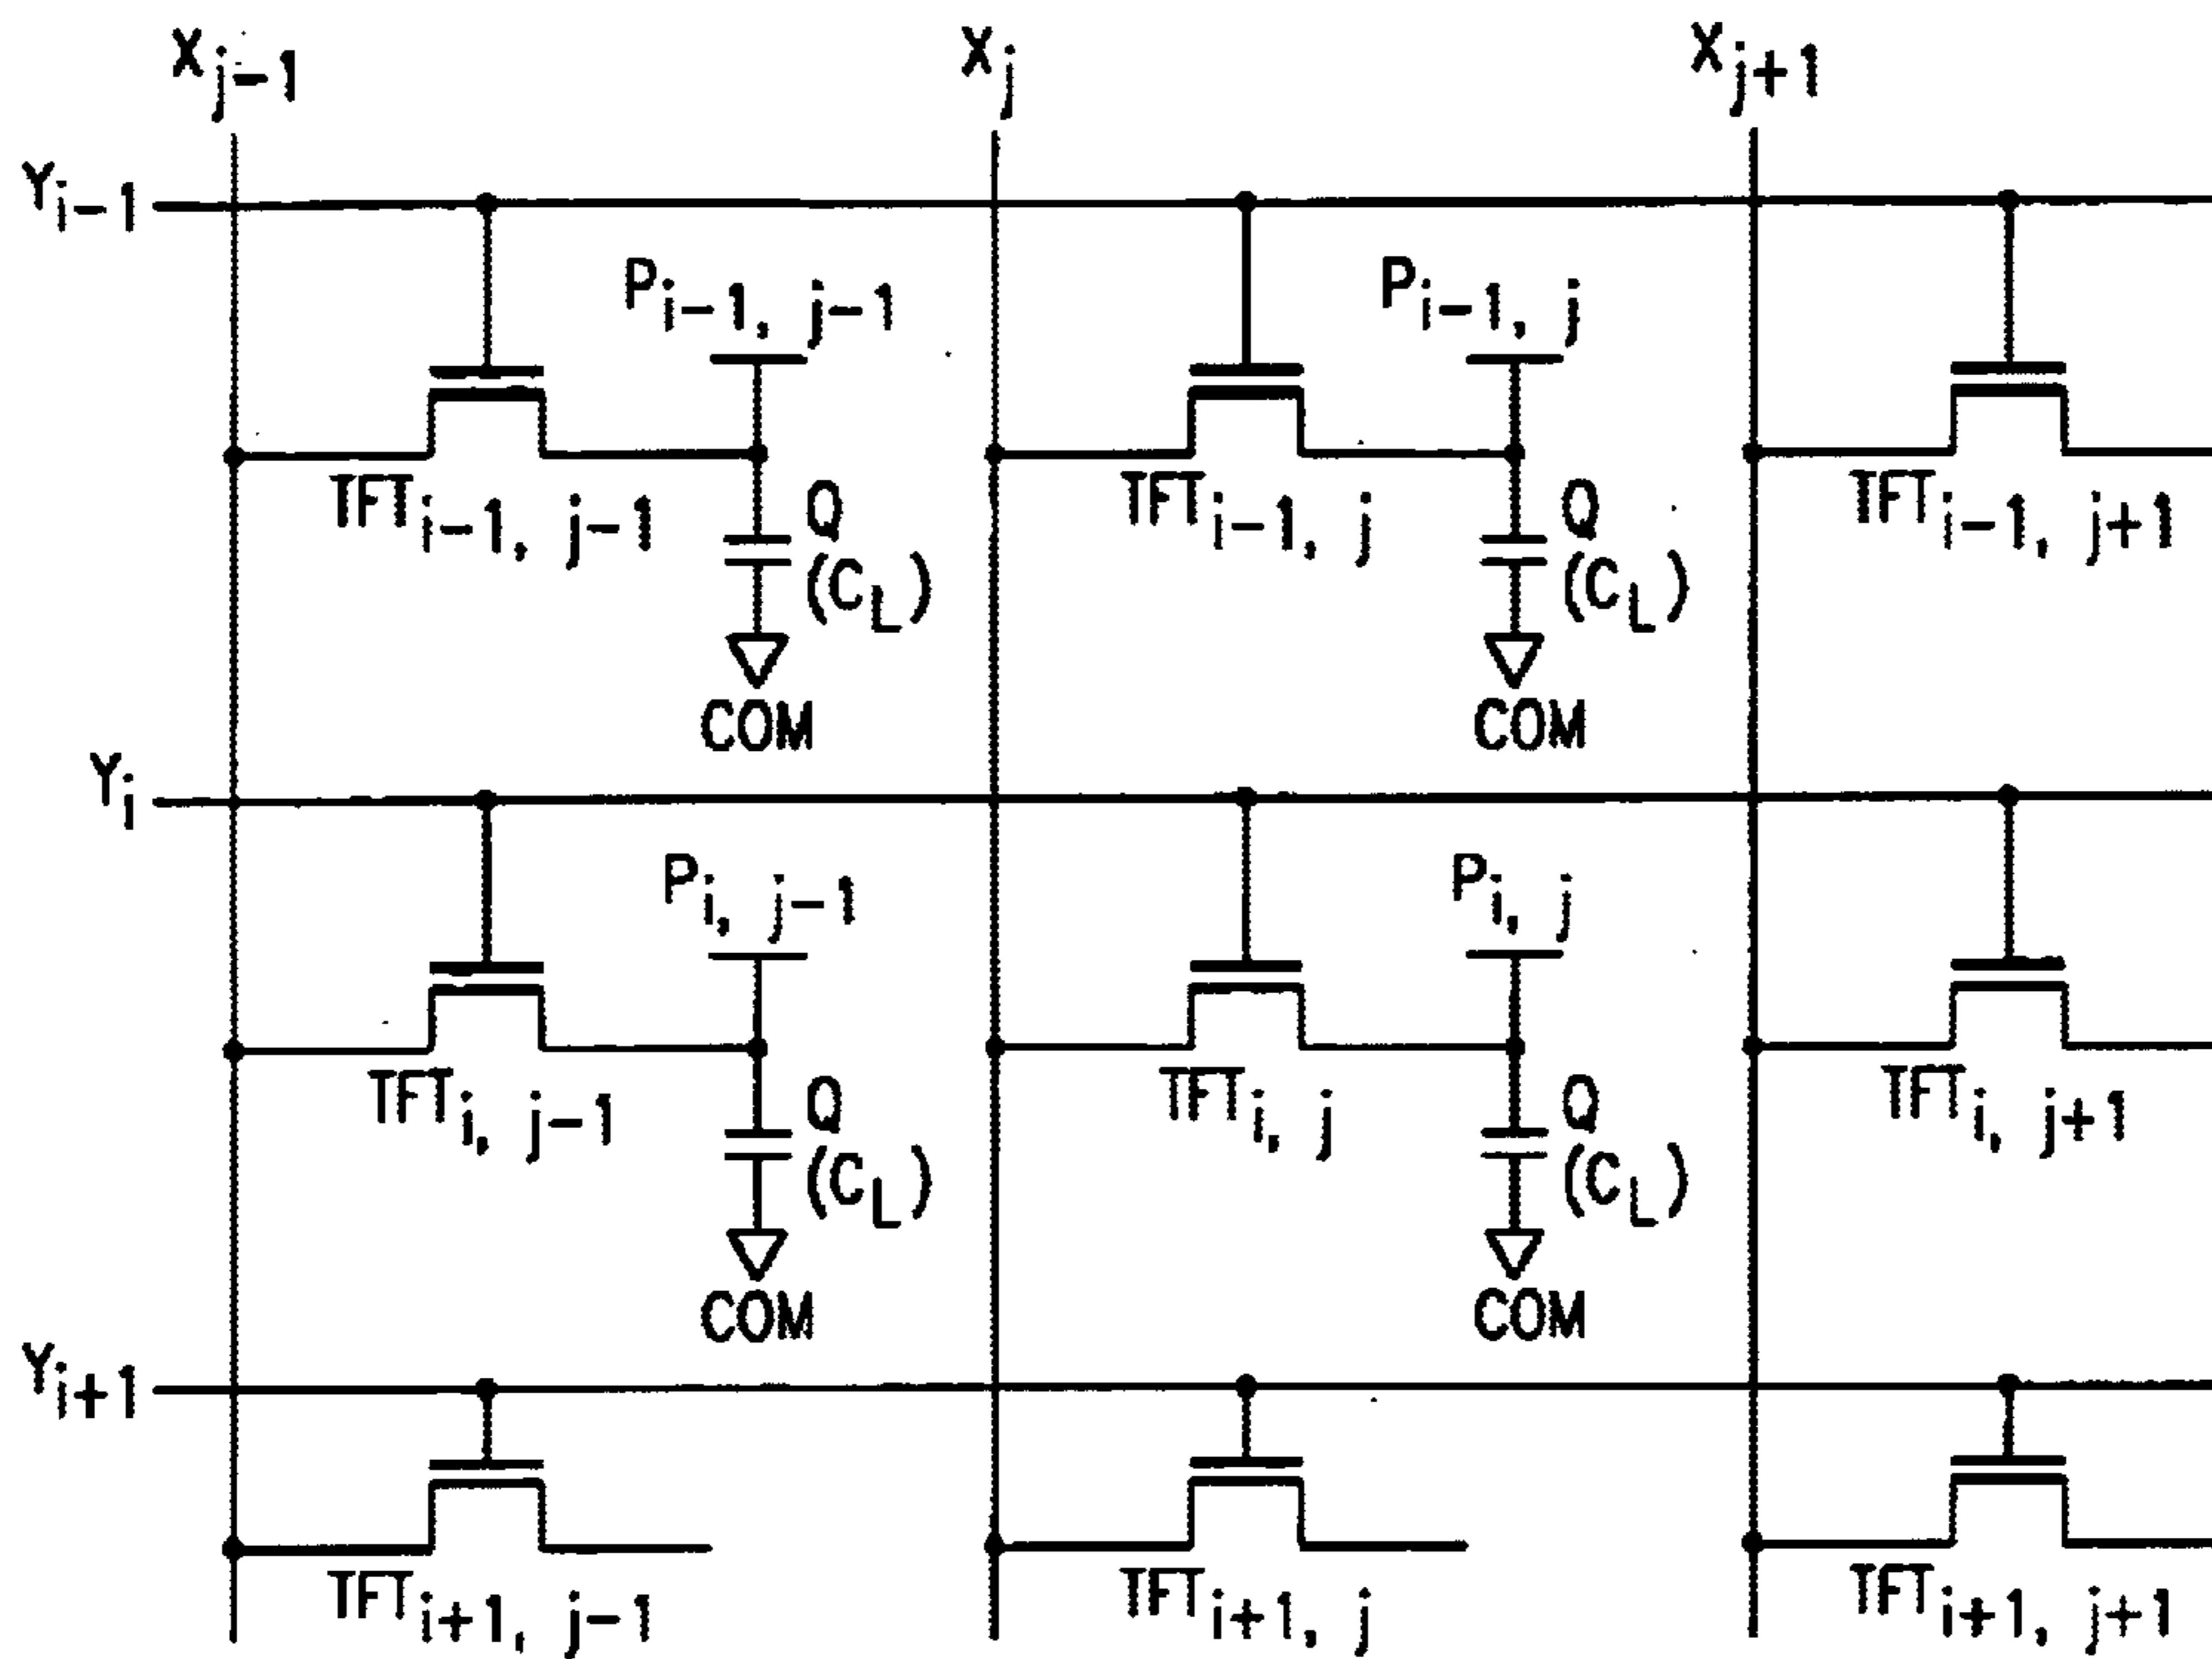 Xj-1 Xj Xj+1
Yi-1
Pi-1, j-1 Pi-1, j
TFTi-1, j-1 Q TFTi-1, j Q TFTi-1, j+1
(CL) (CL)
COM COM
Yi
Pi, j-1 Pi, j
TFTi, j-1 Q TFTi, j Q TFTi, j+1
(CL) (CL)
COM COM
Yi+1
TFTi+1, j-1 TFTi+1, j TFTi+1, j+1